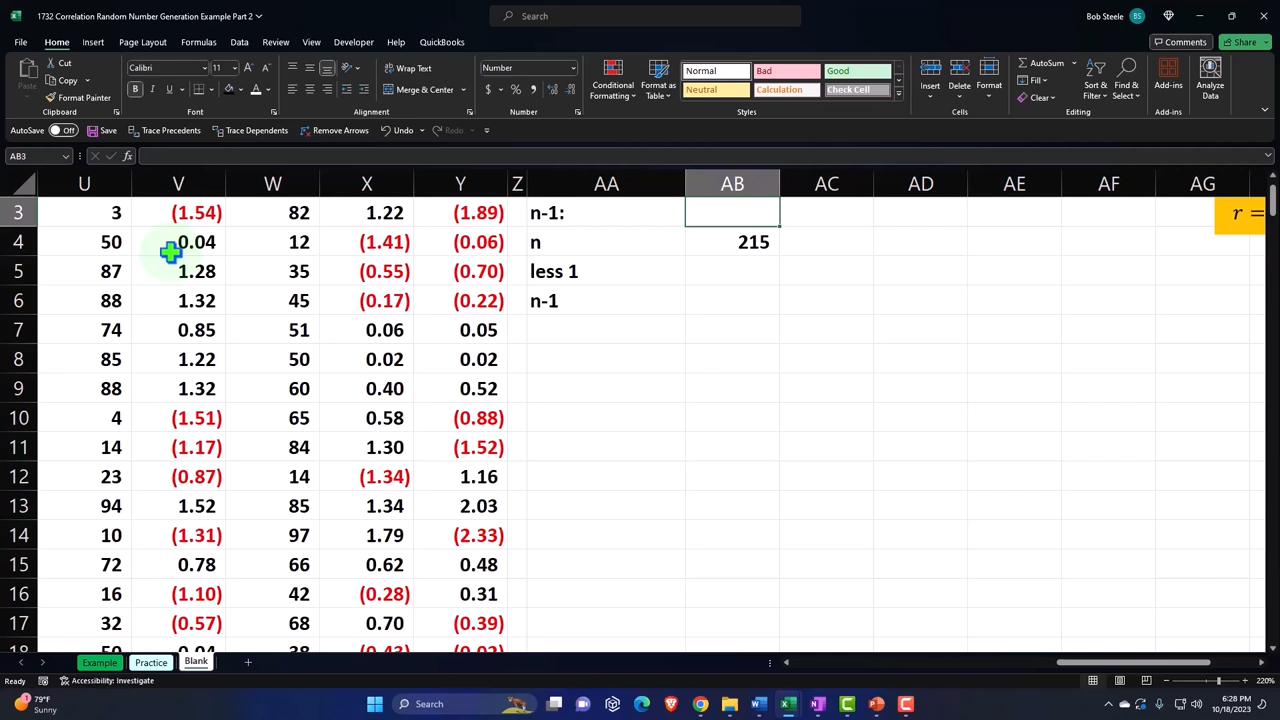 1732 Correlation Random Number Generation Example Part 2
Search
Bob Steele
BS
File Home Insert Page Layout Formulas Data Review View Developer Help QuickBooks
Comments Share
Paste
Cut
Copy
Format Painter
Clipboard
Calibri 11
B I U
Font
Wrap Text
Merge & Center
Alignment
Number
$ %
Number
Conditional Formatting
Format as Table
Normal Bad Good
Neutral Calculation Check Cell
Styles
Insert Delete Format
Cells
AutoSum
Fill
Clear
Sort & Filter
Find & Select
Editing
Add-ins
Add-ins
Analyze Data
AutoSave Off Save Trace Precedents Trace Dependents Remove Arrows Undo Redo
AB3 fx
U V W X Y Z AA AB AC AD AE AF AG
3 3 (1.54) 82 1.22 (1.89) n-1: r =
4 50 0.04 12 (1.41) (0.06) n 215
5 87 1.28 35 (0.55) (0.70) less 1
6 88 1.32 45 (0.17) (0.22) n-1
7 74 0.85 51 0.06 0.05
8 85 1.22 50 0.02 0.02
9 88 1.32 60 0.40 0.52
10 4 (1.51) 65 0.58 (0.88)
11 14 (1.17) 84 1.30 (1.52)
12 23 (0.87) 14 (1.34) 1.16
13 94 1.52 85 1.34 2.03
14 10 (1.31) 97 1.79 (2.33)
15 72 0.78 66 0.62 0.48
16 16 (1.10) 42 (0.28) 0.31
17 32 (0.57) 68 0.70 (0.39)
18 50 0.04 38 (0.43) (0.02)
Example Practice Blank
Ready Accessibility: Investigate 220%
79°F
Sunny
Search
6:28 PM
10/8/2023